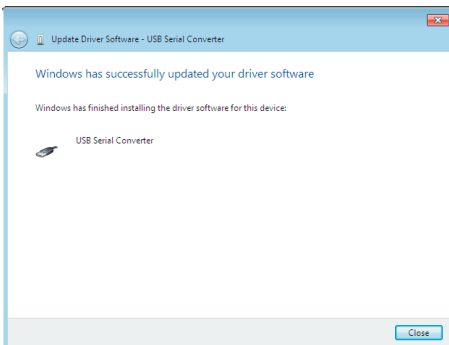 Update Driver Software - USB Serial Converter
Windows has successfully updated your driver software
Windows has finished installing the driver software for this device:
USB Serial Converter
Close